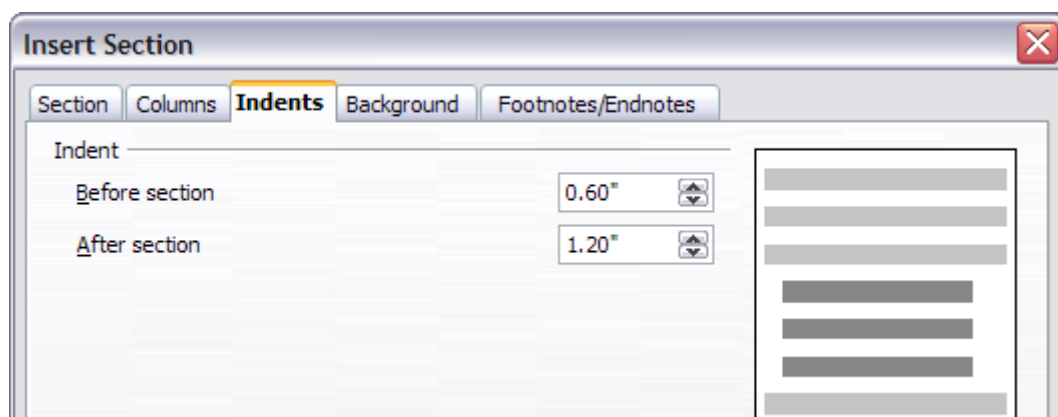 Insert Section
Section Columns Indents Background Footnotes/Endnotes
Indent
Before section 0.60"
After section 1.20"